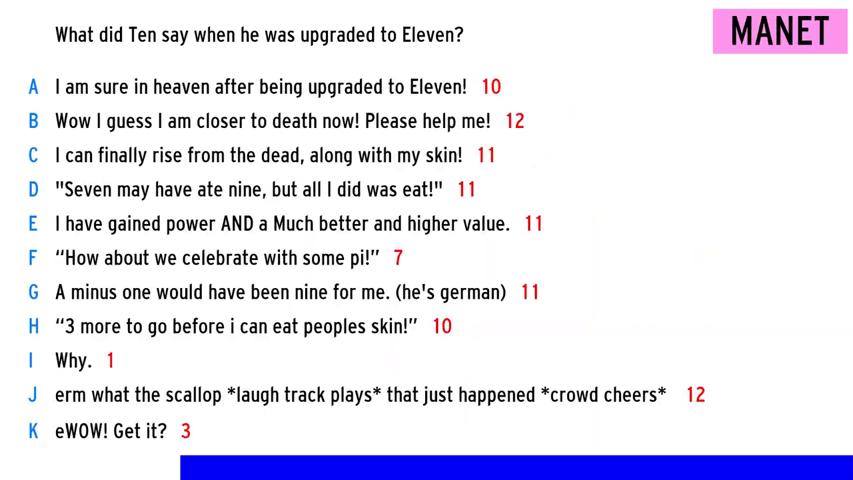 What did Ten say when he was upgraded to Eleven?
MANET
A I am sure in heaven after being upgraded to Eleven! 10
B Wow I guess I am closer to death now! Please help me! 12
C I can finally rise from the dead, along with my skin! 11
D "Seven may have ate nine, but all I did was eat!" 11
E I have gained power AND a Much better and higher value. 11
F “How about we celebrate with some pi!” 7
G A minus one would have been nine for me. (he's german) 11
H “3 more to go before i can eat peoples skin!” 10
I Why. 1
J erm what the scallop *laugh track plays* that just happened *crowd cheers* 12
K eWOW! Get it? 3